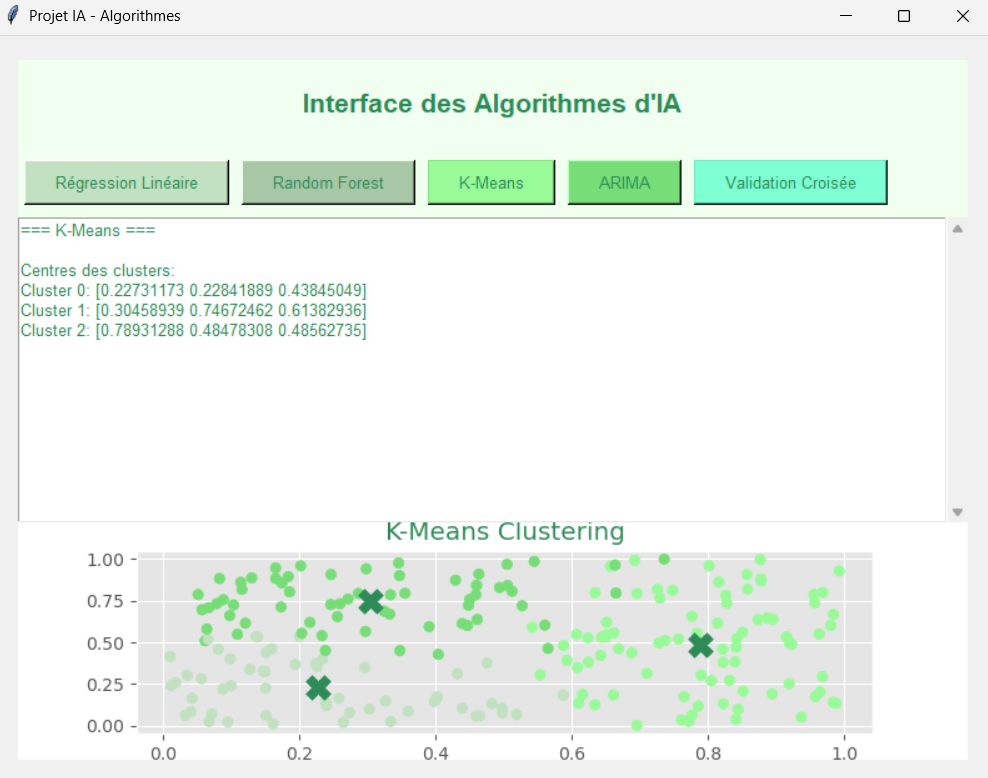 Projet IA - Algorithmes
Interface des Algorithmes d'IA
Régression Linéaire
Random Forest
K-Means
ARIMA
Validation Croisée
=== K-Means ===
Centres des clusters:
Cluster 0: [0.22731173 0.22841889 0.43845049]
Cluster 1: [0.30458939 0.74672462 0.61382936]
Cluster 2: [0.78931288 0.48478308 0.48562735]
K-Means Clustering
1.00
0.75
0.50
0.25
0.00
0.0 0.2 0.4 0.6 0.8 1.0